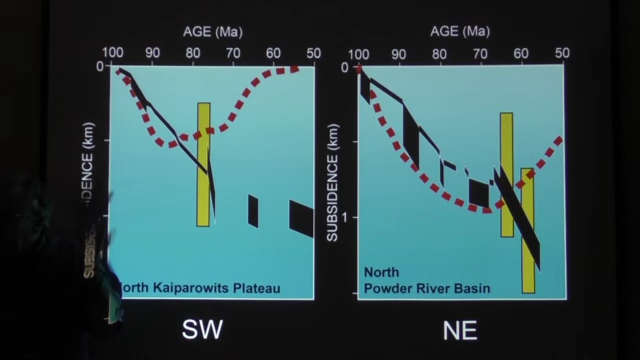 AGE (Ma)
100 90 80 70 60 50
0
SUBSIDENCE (km)
1
North Kaiparowits Plateau
SW
AGE (Ma)
100 90 80 70 60 50
0
SUBSIDENCE (km)
1
North
Powder River Basin
NE